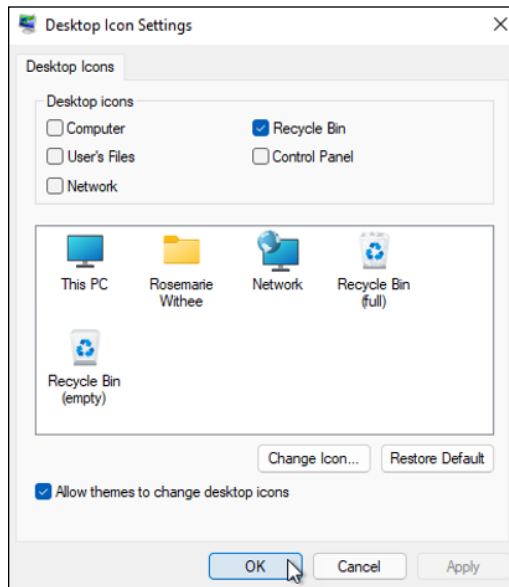 Desktop Icon Settings
Desktop Icons
Desktop icons
Computer
Recycle Bin
User's Files
Control Panel
Network
This PC
Rosemarie
Withee
Network
Recycle Bin
(full)
Recycle Bin
(empty)
Change Icon...
Restore Default
Allow themes to change desktop icons
OK
Cancel
Apply